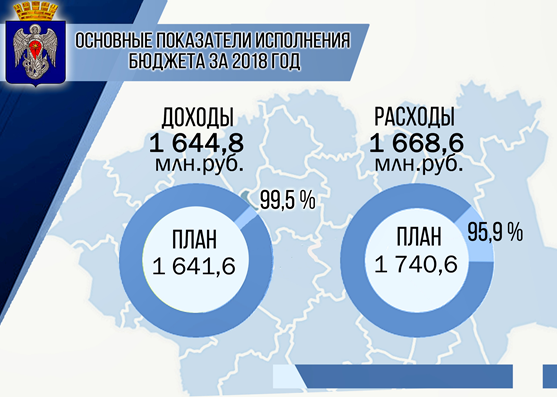 ОСНОВНЫЕ ПОКАЗАТЕЛИ ИСПОЛНЕНИЯ
БЮДЖЕТА ЗА 2018 ГОД
ДОХОДЫ
1 644,8
млн.руб.
99,5 %
ПЛАН
1 641,6
РАСХОДЫ
1 668,6
млн.руб.
95,9 %
ПЛАН
1 740,6